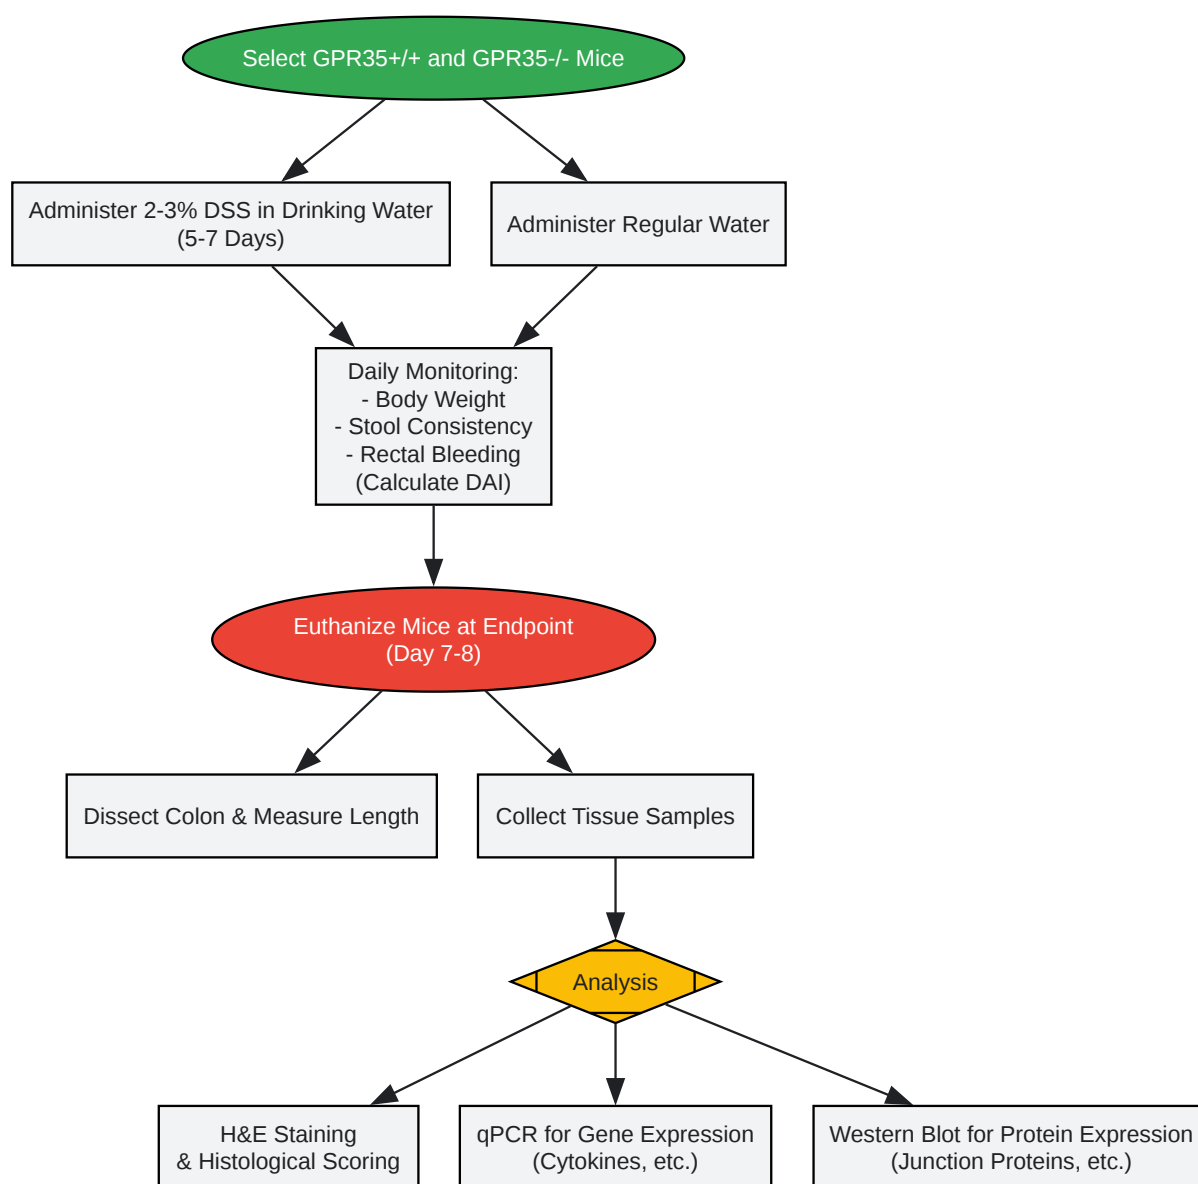 Select GPR35+/+ and GPR35-/- Mice
Administer 2-3% DSS in Drinking Water
(5-7 Days)
Administer Regular Water
Daily Monitoring:
- Body Weight
- Stool Consistency
- Rectal Bleeding
(Calculate DAI)
Euthanize Mice at Endpoint
(Day 7-8)
Dissect Colon & Measure Length
Collect Tissue Samples
Analysis
H&E Staining
& Histological Scoring
qPCR for Gene Expression
(Cytokines, etc.)
Western Blot for Protein Expression
(Junction Proteins, etc.)